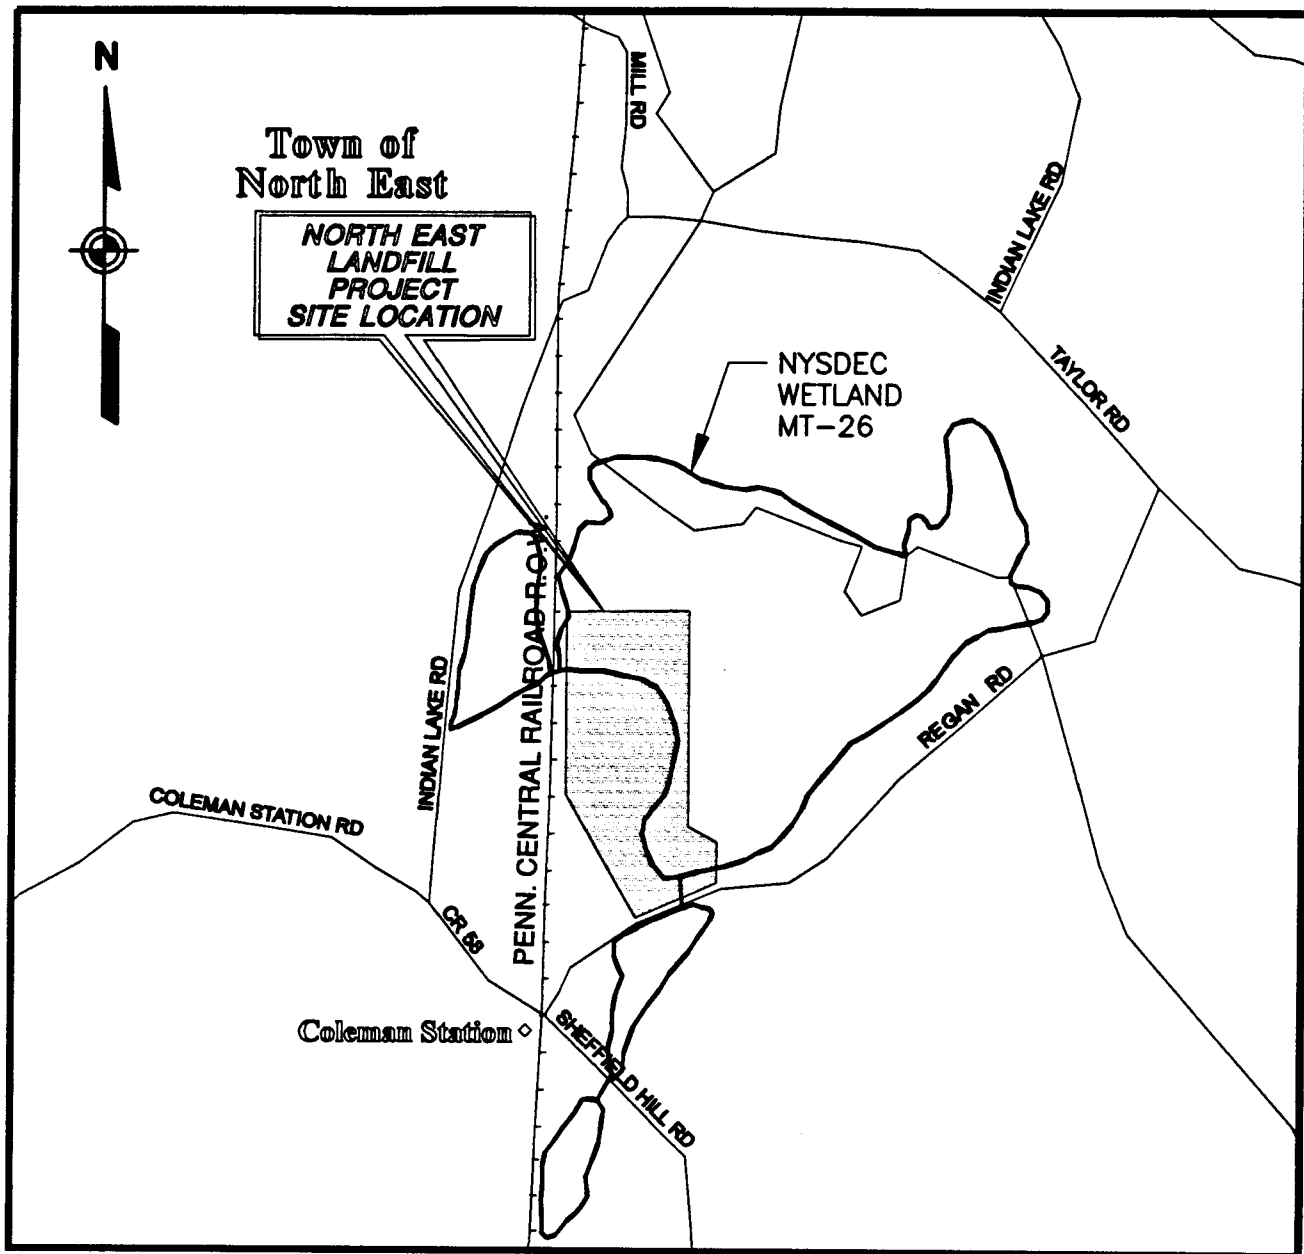 N
MILL RD
Town of
North East
NORTH EAST
LANDFILL
PROJECT
SITE LOCATION
INDIAN LAKE RD
NYSDEC
WETLAND
MT-26
TAYLOR RD
PENN. CENTRAL RAILROAD R.O.W.
INDIAN LAKE RD
REGAN RD
COLEMAN STATION RD
CR 58
Coleman Station
SHEFFIELD HILL RD